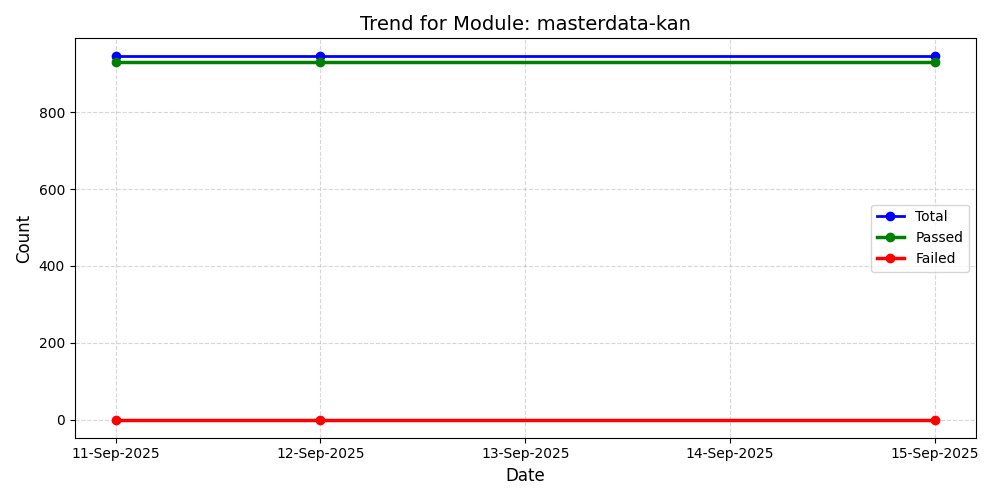 Trend for Module: masterdata-kan
Count
800
600
400
200
0
Total
Passed
Failed
11-Sep-2025
12-Sep-2025
13-Sep-2025
14-Sep-2025
15-Sep-2025
Date